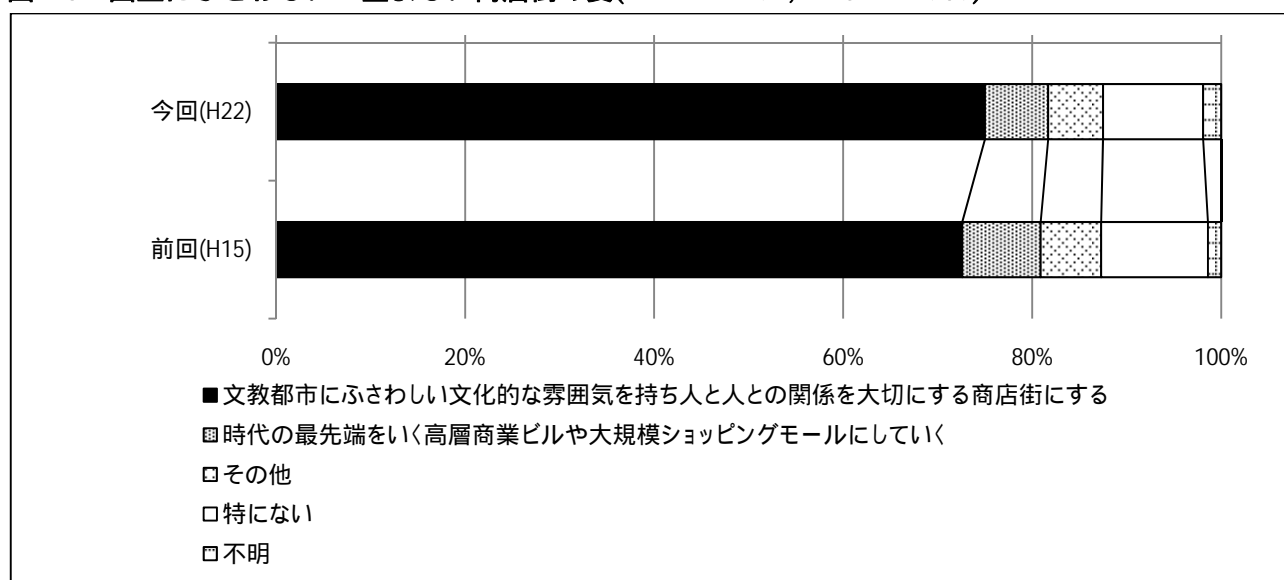 今回(H22)
前回(H15)
0% 20% 40% 60% 80% 100%
■文教都市にふさわしい文化的な雰囲気を持ち人と人との関係を大切にする商店街にする
時代の最先端をいく高層商業ビルや大規模ショッピングモールにしていく
その他
特にない
不明